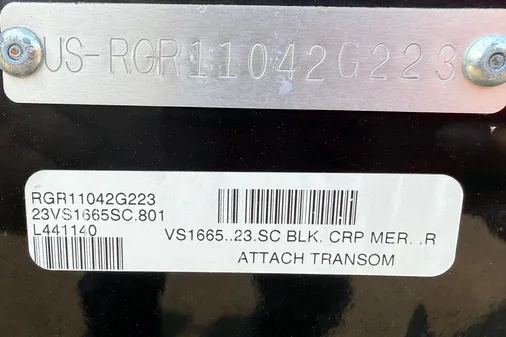 US-RGR11042G223
RGR11042G223
23VS1665SC.801
L441140
VS1665..23.SC BLK. CRP MER. .R
ATTACH TRANSOM